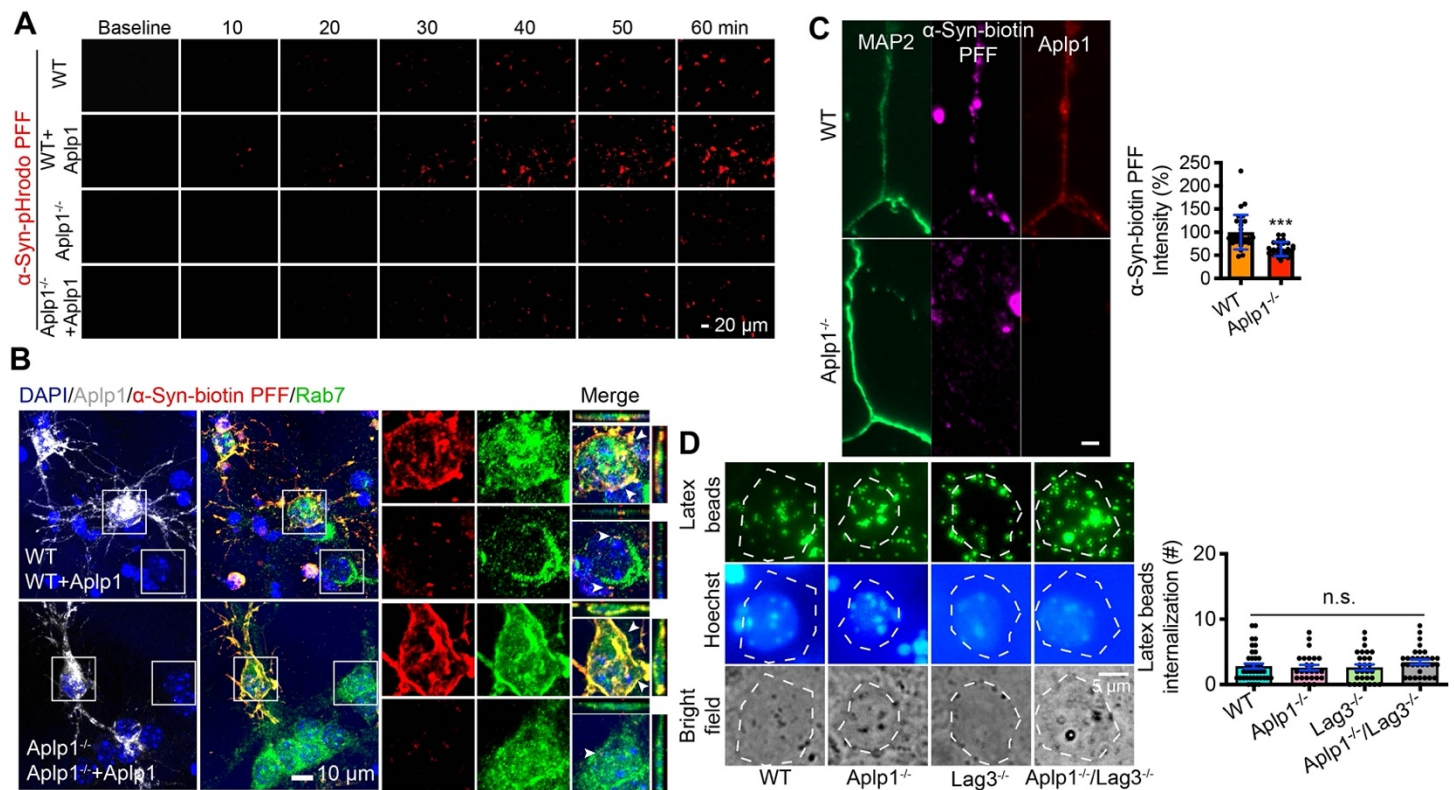 A
Baseline 10 20 30 40 50 60 min
α-Syn-pHrodo PFF
WT
WT+
Aplp1
Aplp1-/-
Aplp1-/-
+Aplp1
20 μm
B
DAPI/Aplp1/α-Syn-biotin PFF/Rab7
Merge
WT
WT+Aplp1
Aplp1-/-
Aplp1-/-+Aplp1
10 μm
C
MAP2
α-Syn-biotin
PFF
Aplp1
WT
Aplp1-/-
α-Syn-biotin PFF
Intensity (%)
250
200
150
100
50
0
***
WT
Aplp1-/-
D
Latex
beads
Hoechst
Bright
field
5 μm
WT
Aplp1-/-
Lag3-/-
Aplp1-/-/Lag3-/-
Latex beads
internalization (#)
20
10
0
n.s.
WT
Aplp1-/-
Lag3-/-
Aplp1-/-/Lag3-/-